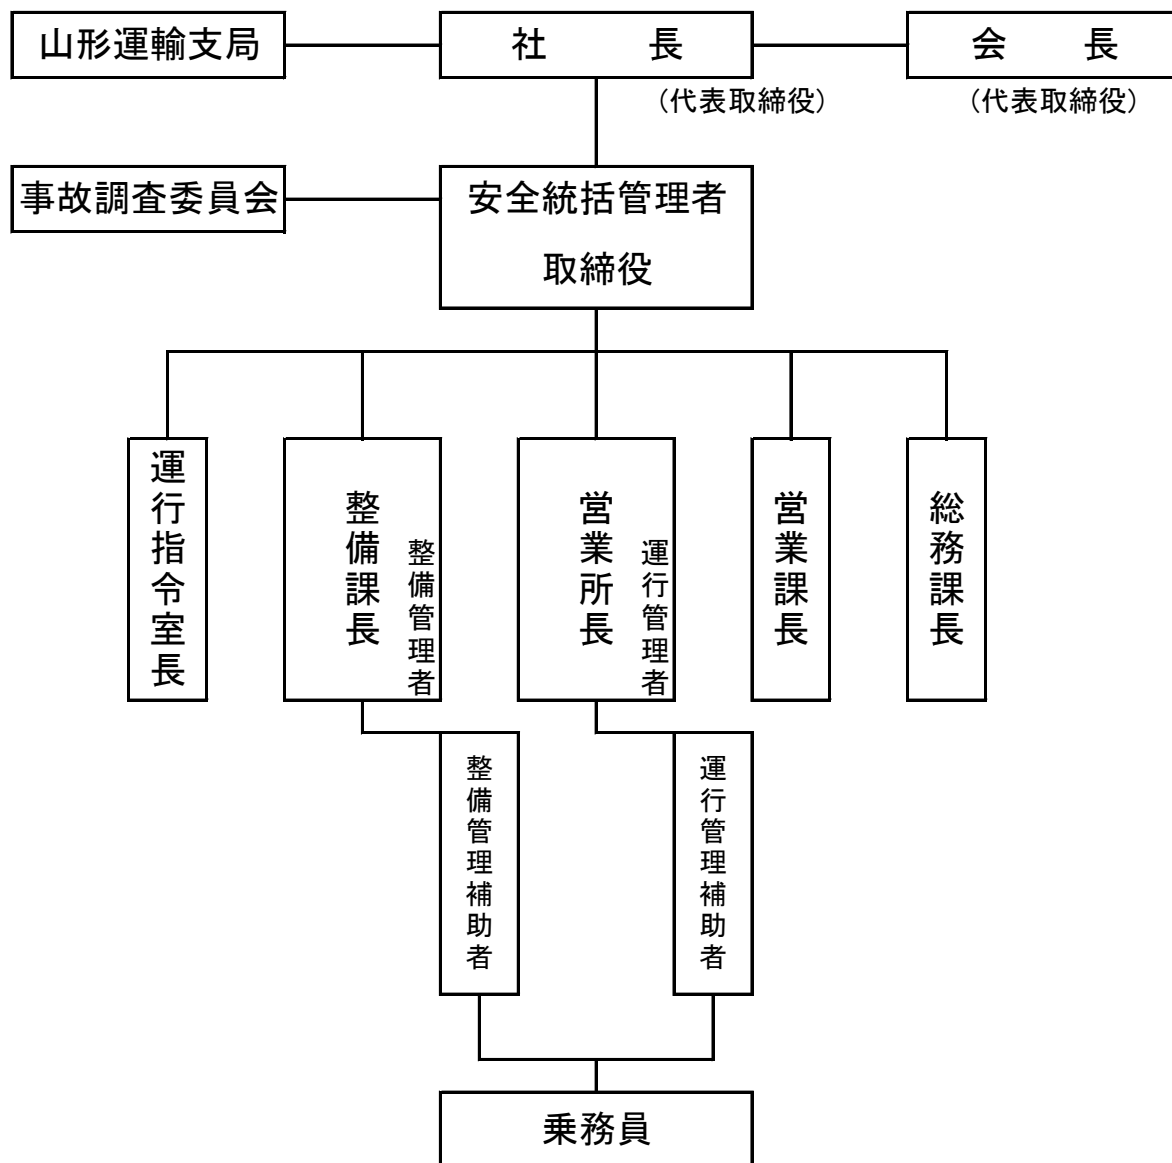 山形運輸支局
社 長
会 長
(代表取締役)
(代表取締役)
事故調査委員会
安全統括管理者
取締役
運行指令室長
整備課長
整備管理者
営業所長
運行管理者
営業課長
総務課長
整備管理補助者
運行管理補助者
乗務員